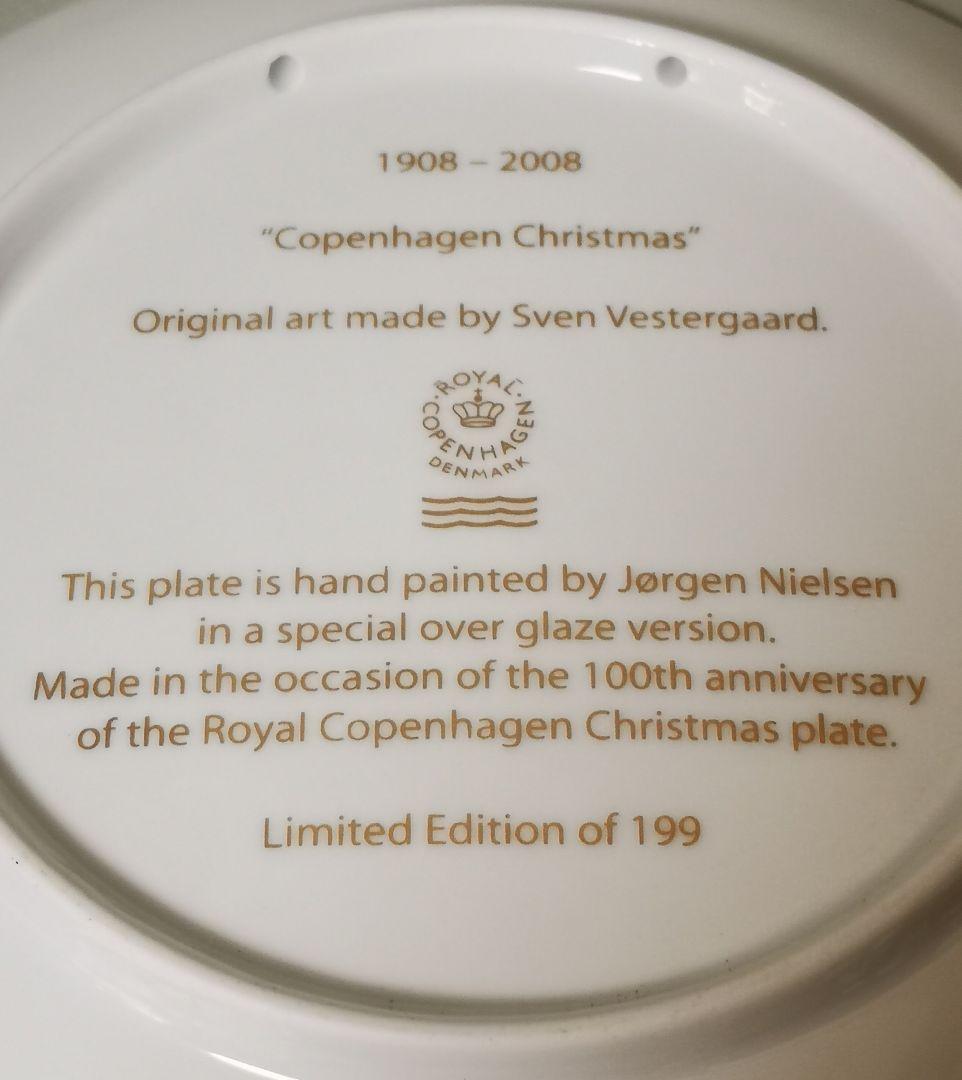 1908 – 2008
“Copenhagen Christmas”
Original art made by Sven Vestergaard.
ROYAL
COPENHAGEN
DENMARK
This plate is hand painted by Jørgen Nielsen
in a special over glaze version.
Made in the occasion of the 100th anniversary
of the Royal Copenhagen Christmas plate.
Limited Edition of 199